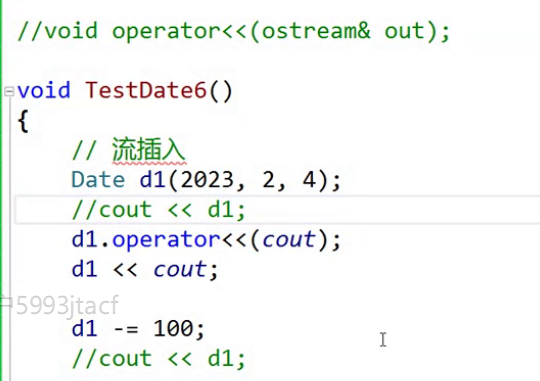 //void operator<<(ostream& out);
void TestDate6()
{
// 流插入
Date d1(2023, 2, 4);
//cout << d1;
d1.operator<<(cout);
d1 << cout;
5993jtacf
d1 -= 100;
//cout << d1;